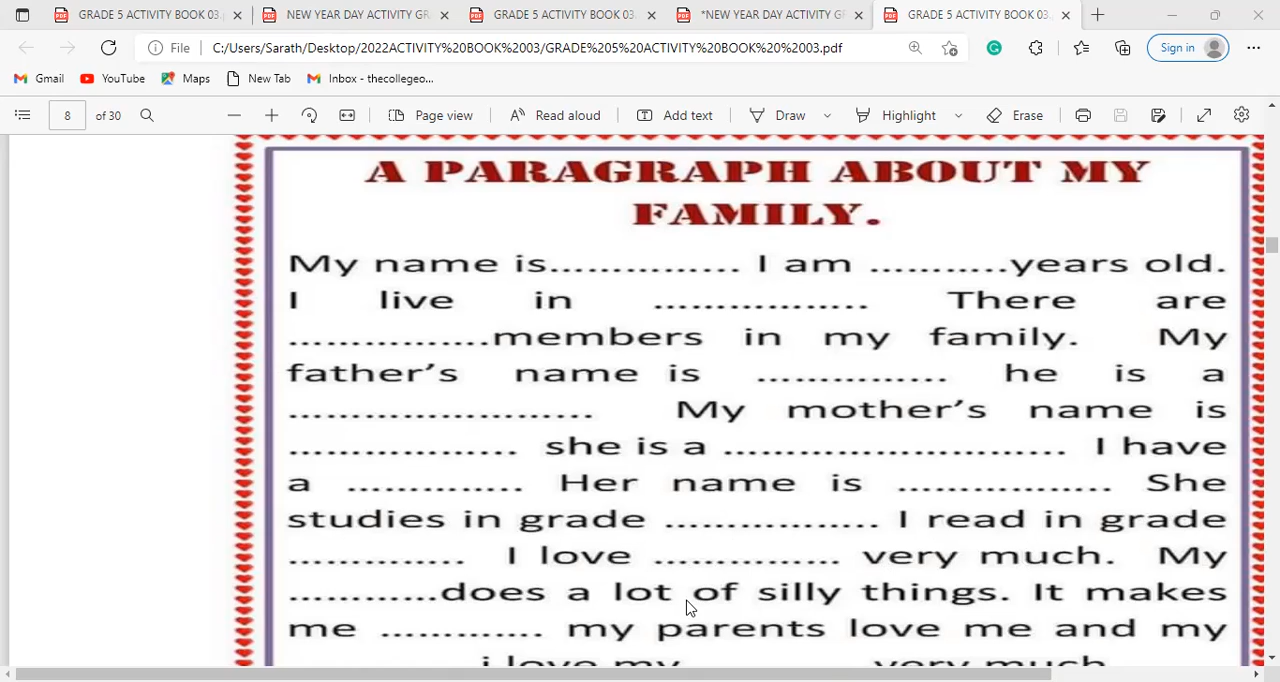 GRADE 5 ACTIVITY BOOK 03.p
NEW YEAR DAY ACTIVITY GR
GRADE 5 ACTIVITY BOOK 03.
*NEW YEAR DAY ACTIVITY G
GRADE 5 ACTIVITY BOOK 03.
File C:/Users/Sarath/Desktop/2022ACTIVITY%20BOOK%2003/GRADE%205%20ACTIVITY%20BOOK%20%2003.pdf Sign in
Gmail YouTube Maps New Tab Inbox - thecollegeo...
8 of 30 Page view Read aloud Add text Draw Highlight Erase
A PARAGRAPH ABOUT MY
FAMILY.
My name is.................. I am ...........years old.
I live in .................... There are
...................members in my family. My
father's name is .................. he is a
............................. My mother's name is
...................... she is a ................................ I have
a ................. Her name is .................... She
studies in grade .................... I read in grade
................. I love .................. very much. My
..............does a lot of silly things. It makes
me ............... my parents love me and my
i love my very much